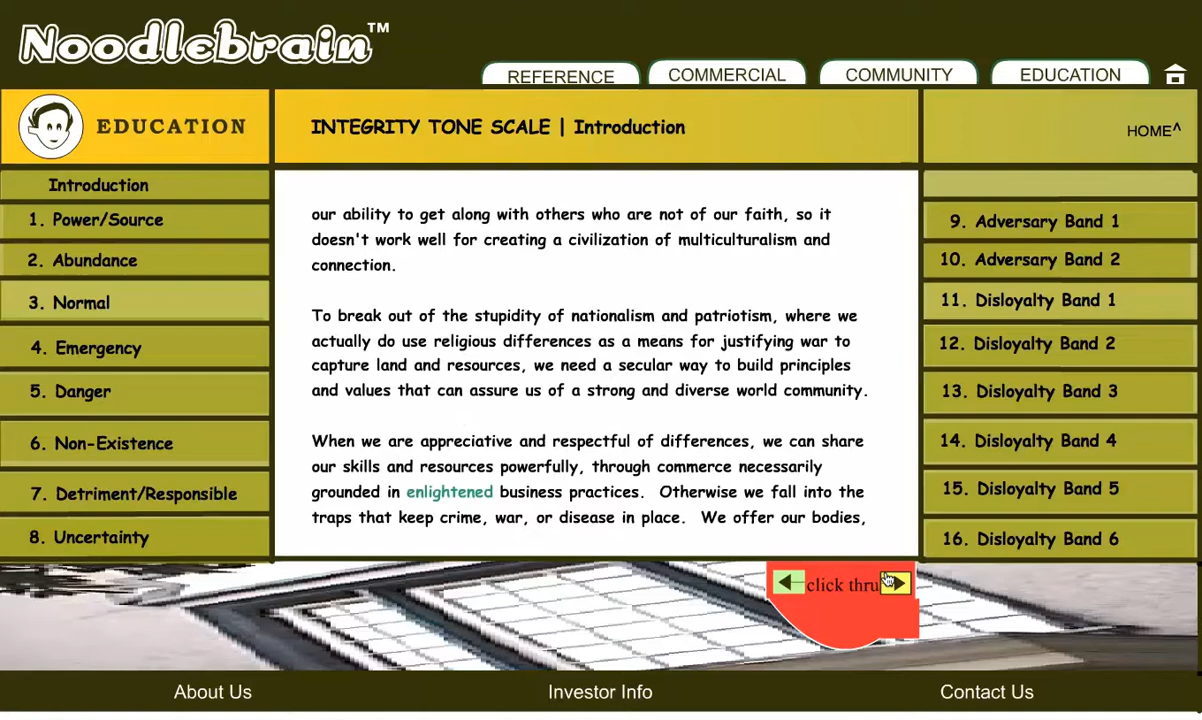 Noodlebrain™
REFERENCE
COMMERCIAL
COMMUNITY
EDUCATION
EDUCATION
INTEGRITY TONE SCALE | Introduction
HOME^
Introduction
1. Power/Source
2. Abundance
3. Normal
4. Emergency
5. Danger
6. Non-Existence
7. Detriment/Responsible
8. Uncertainty
our ability to get along with others who are not of our faith, so it
doesn't work well for creating a civilization of multiculturalism and
connection.
To break out of the stupidity of nationalism and patriotism, where we
actually do use religious differences as a means for justifying war to
capture land and resources, we need a secular way to build principles
and values that can assure us of a strong and diverse world community.
When we are appreciative and respectful of differences, we can share
our skills and resources powerfully, through commerce necessarily
grounded in enlightened business practices. Otherwise we fall into the
traps that keep crime, war, or disease in place. We offer our bodies,
9. Adversary Band 1
10. Adversary Band 2
11. Disloyalty Band 1
12. Disloyalty Band 2
13. Disloyalty Band 3
14. Disloyalty Band 4
15. Disloyalty Band 5
16. Disloyalty Band 6
click thru
About Us
Investor Info
Contact Us